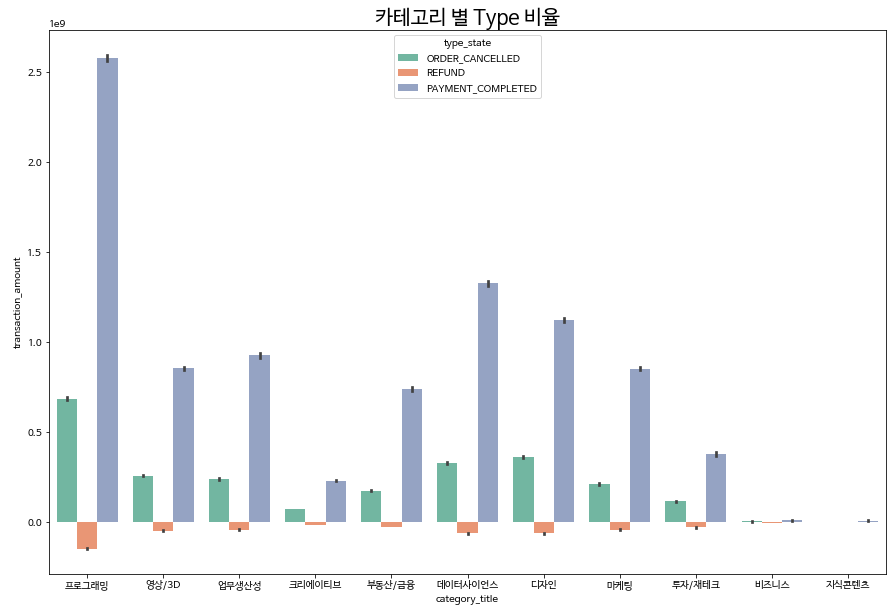 카테고리 별 Type 비율
1e9
type_state
ORDER_CANCELLED
REFUND
PAYMENT_COMPLETED
2.5
2.0
1.5
1.0
0.5
0.0
transaction_amount
프로그래밍 영상/3D 업무생산성 크리에이티브 부동산/금융 데이터사이언스 디자인 마케팅 투자/재테크 비즈니스 지식콘텐츠
category_title